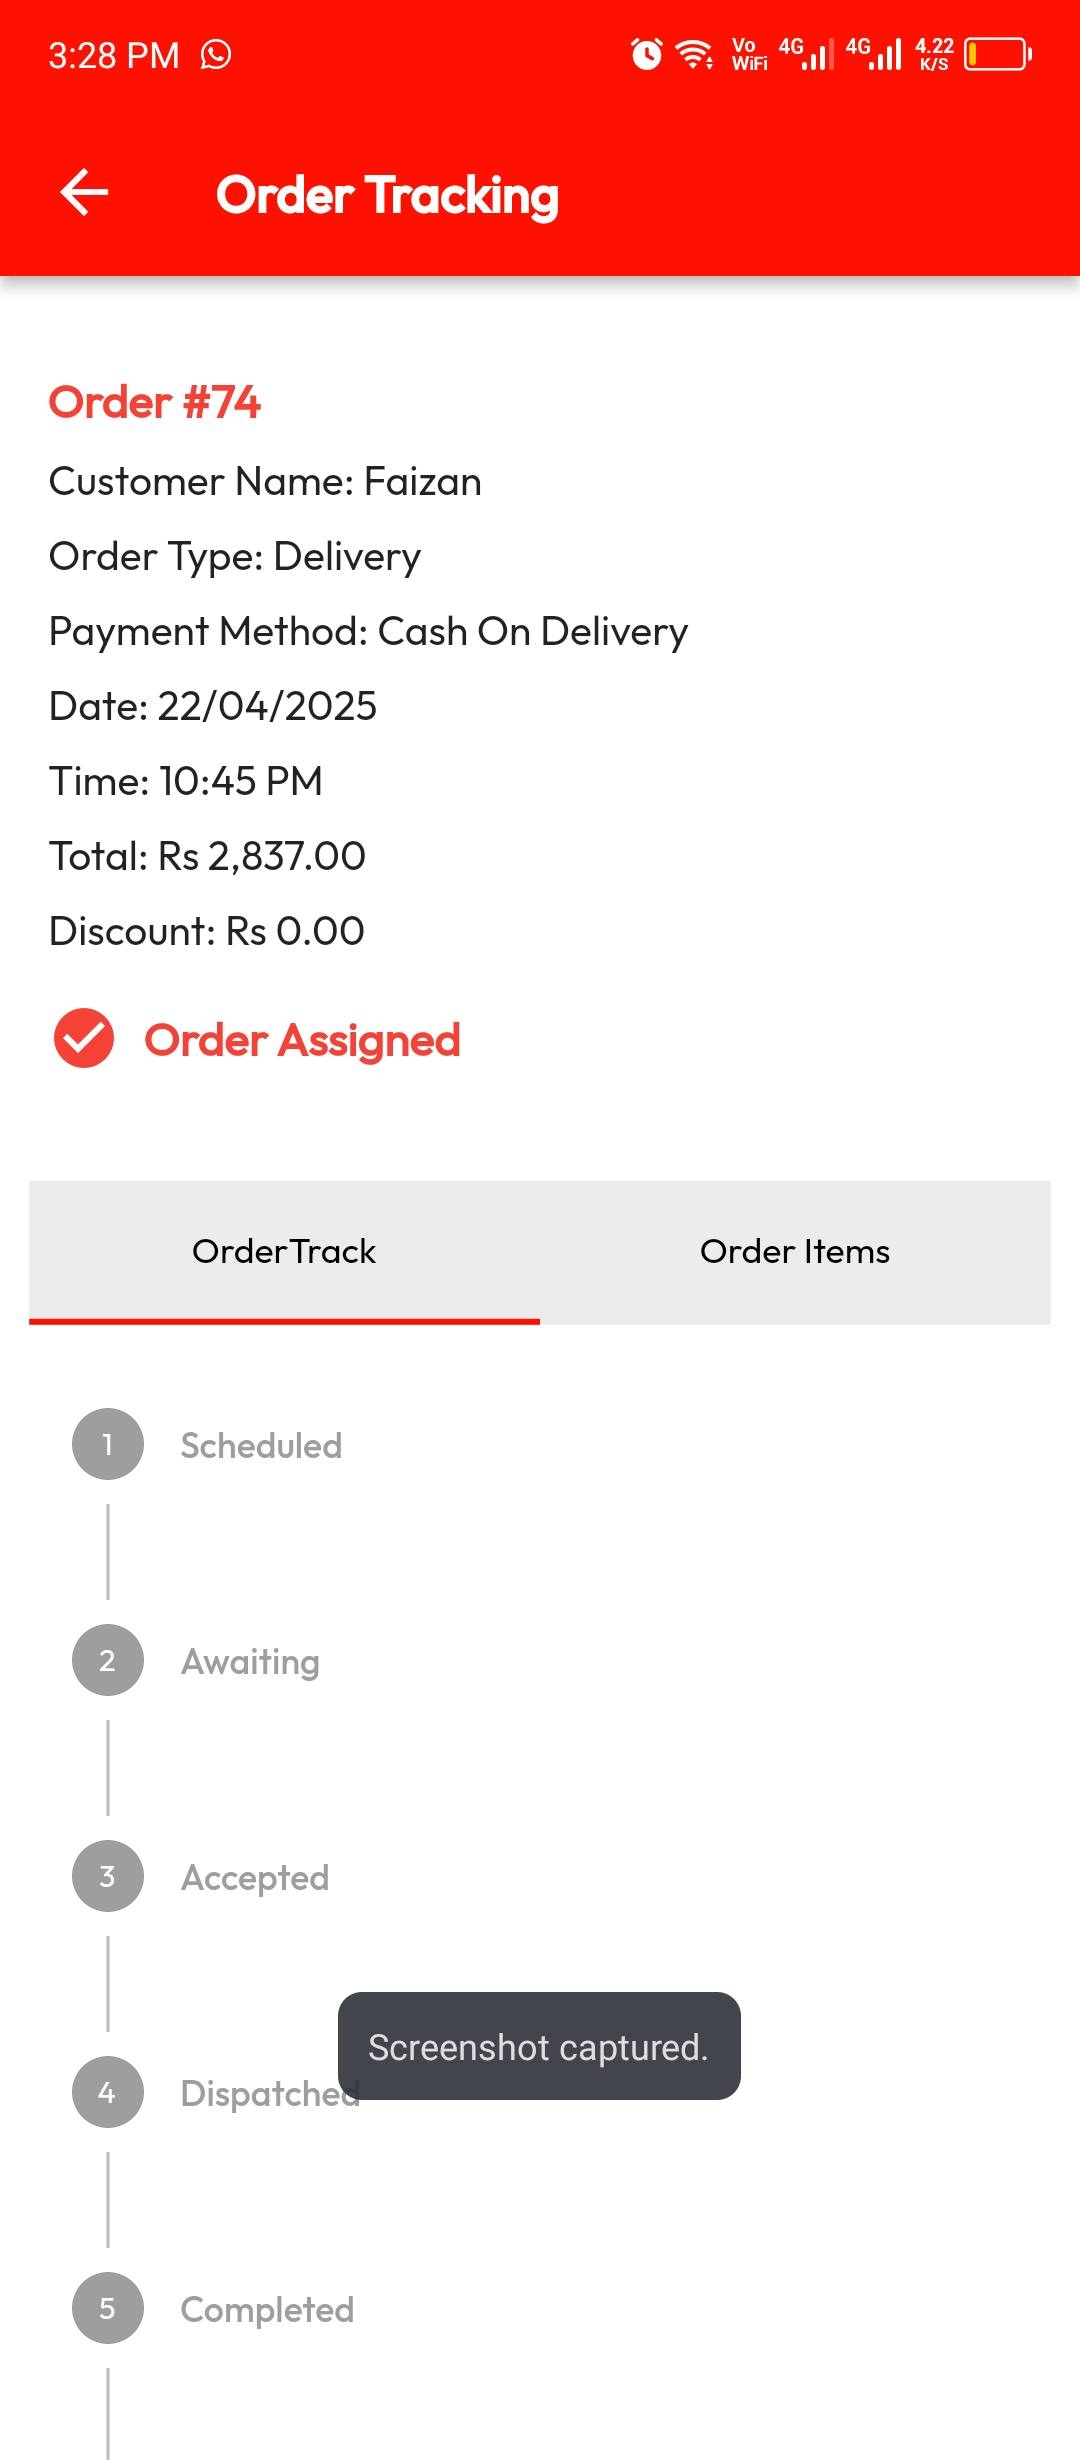 3:28 PM Vo WiFi 4G 4G 4.22 K/S
Order Tracking
Order #74
Customer Name: Faizan
Order Type: Delivery
Payment Method: Cash On Delivery
Date: 22/04/2025
Time: 10:45 PM
Total: Rs 2,837.00
Discount: Rs 0.00
Order Assigned
OrderTrack Order Items
1 Scheduled
2 Awaiting
3 Accepted
Screenshot captured.
4 Dispatched
5 Completed